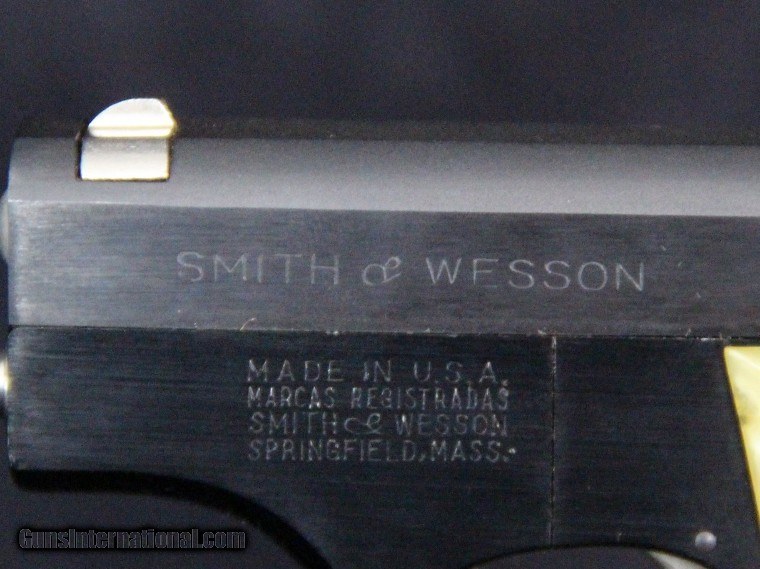 SMITH & WESSON
MADE IN U.S.A.
MARCAS REGISTRADAS
SMITH & WESSON
SPRINGFIELD, MASS.
GunsInternational.com